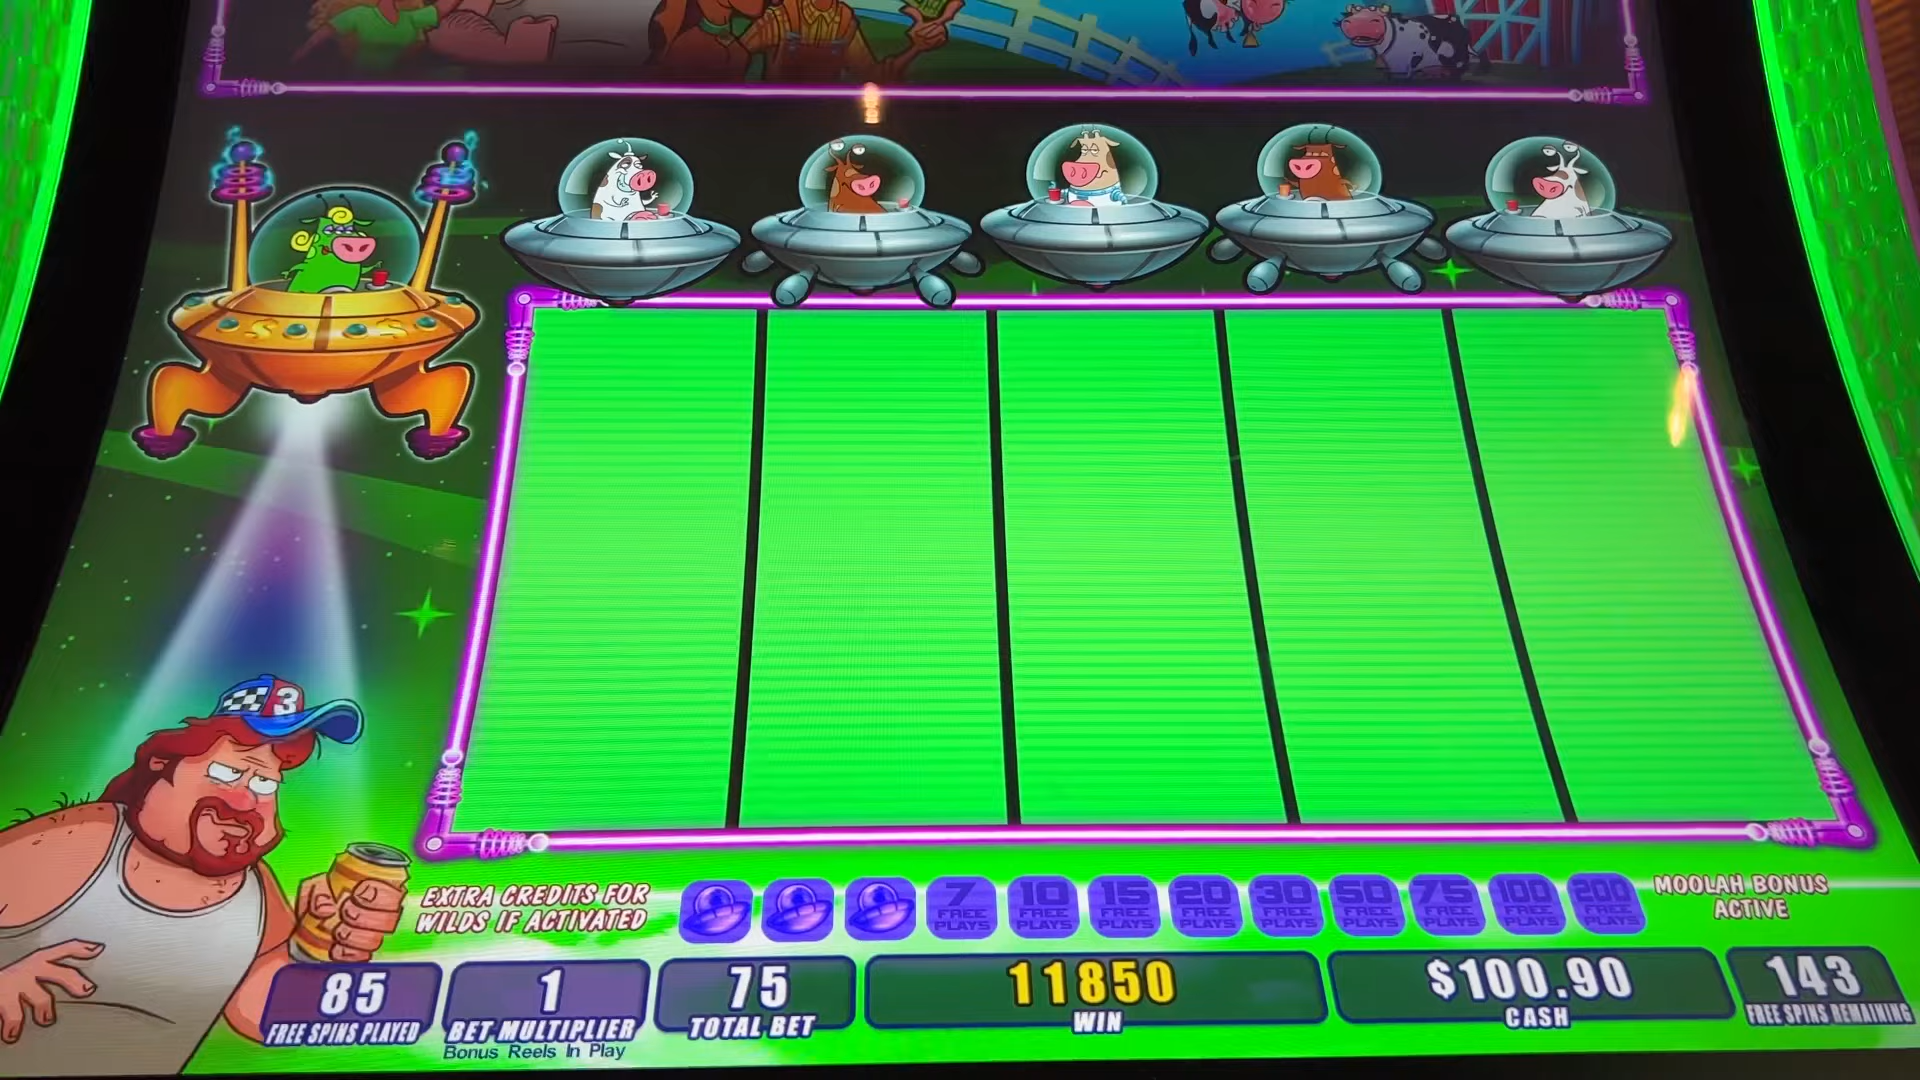 3
EXTRA CREDITS FOR
WILDS IF ACTIVATED
7
FREE
PLAYS
10
FREE
PLAYS
15
FREE
PLAYS
20
FREE
PLAYS
30
FREE
PLAYS
50
FREE
PLAYS
75
FREE
PLAYS
100
FREE
PLAYS
200
FREE
PLAYS
MOOLAH BONUS
ACTIVE
85
FREE SPINS PLAYED
1
BET MULTIPLIER
Bonus Reels In Play
75
TOTAL BET
11850
WIN
$100.90
CASH
143
FREE SPINS REMAINING